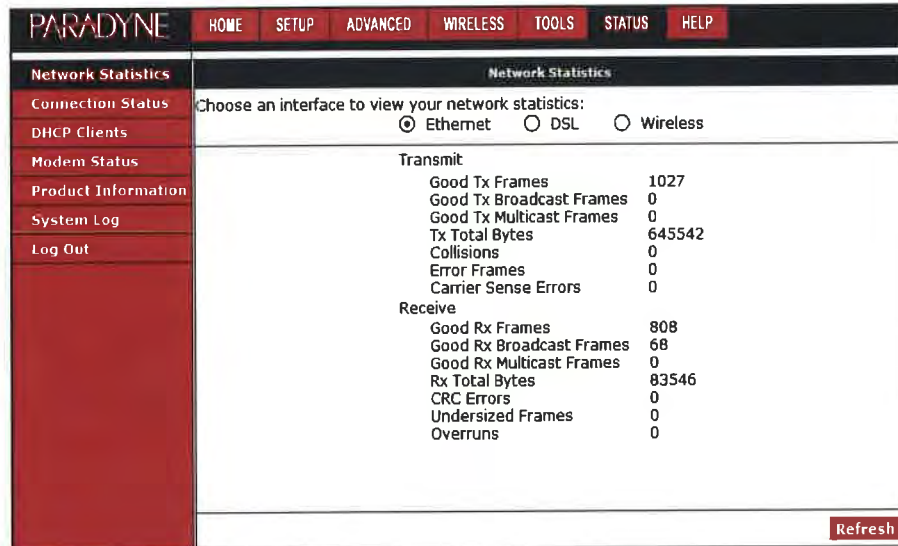 PARADYNE HOME SETUP ADVANCED WIRELESS TOOLS STATUS HELP
Network Statistics
Connection Status
DHCP Clients
Modem Status
Product Information
System Log
Log Out
Network Statistics
Choose an interface to view your network statistics:
Ethernet DSL Wireless
Transmit
Good Tx Frames 1027
Good Tx Broadcast Frames 0
Good Tx Multicast Frames 0
Tx Total Bytes 645542
Collisions 0
Error Frames 0
Carrier Sense Errors 0
Receive
Good Rx Frames 808
Good Rx Broadcast Frames 68
Good Rx Multicast Frames 0
Rx Total Bytes 83546
CRC Errors 0
Undersized Frames 0
Overruns 0
Refresh